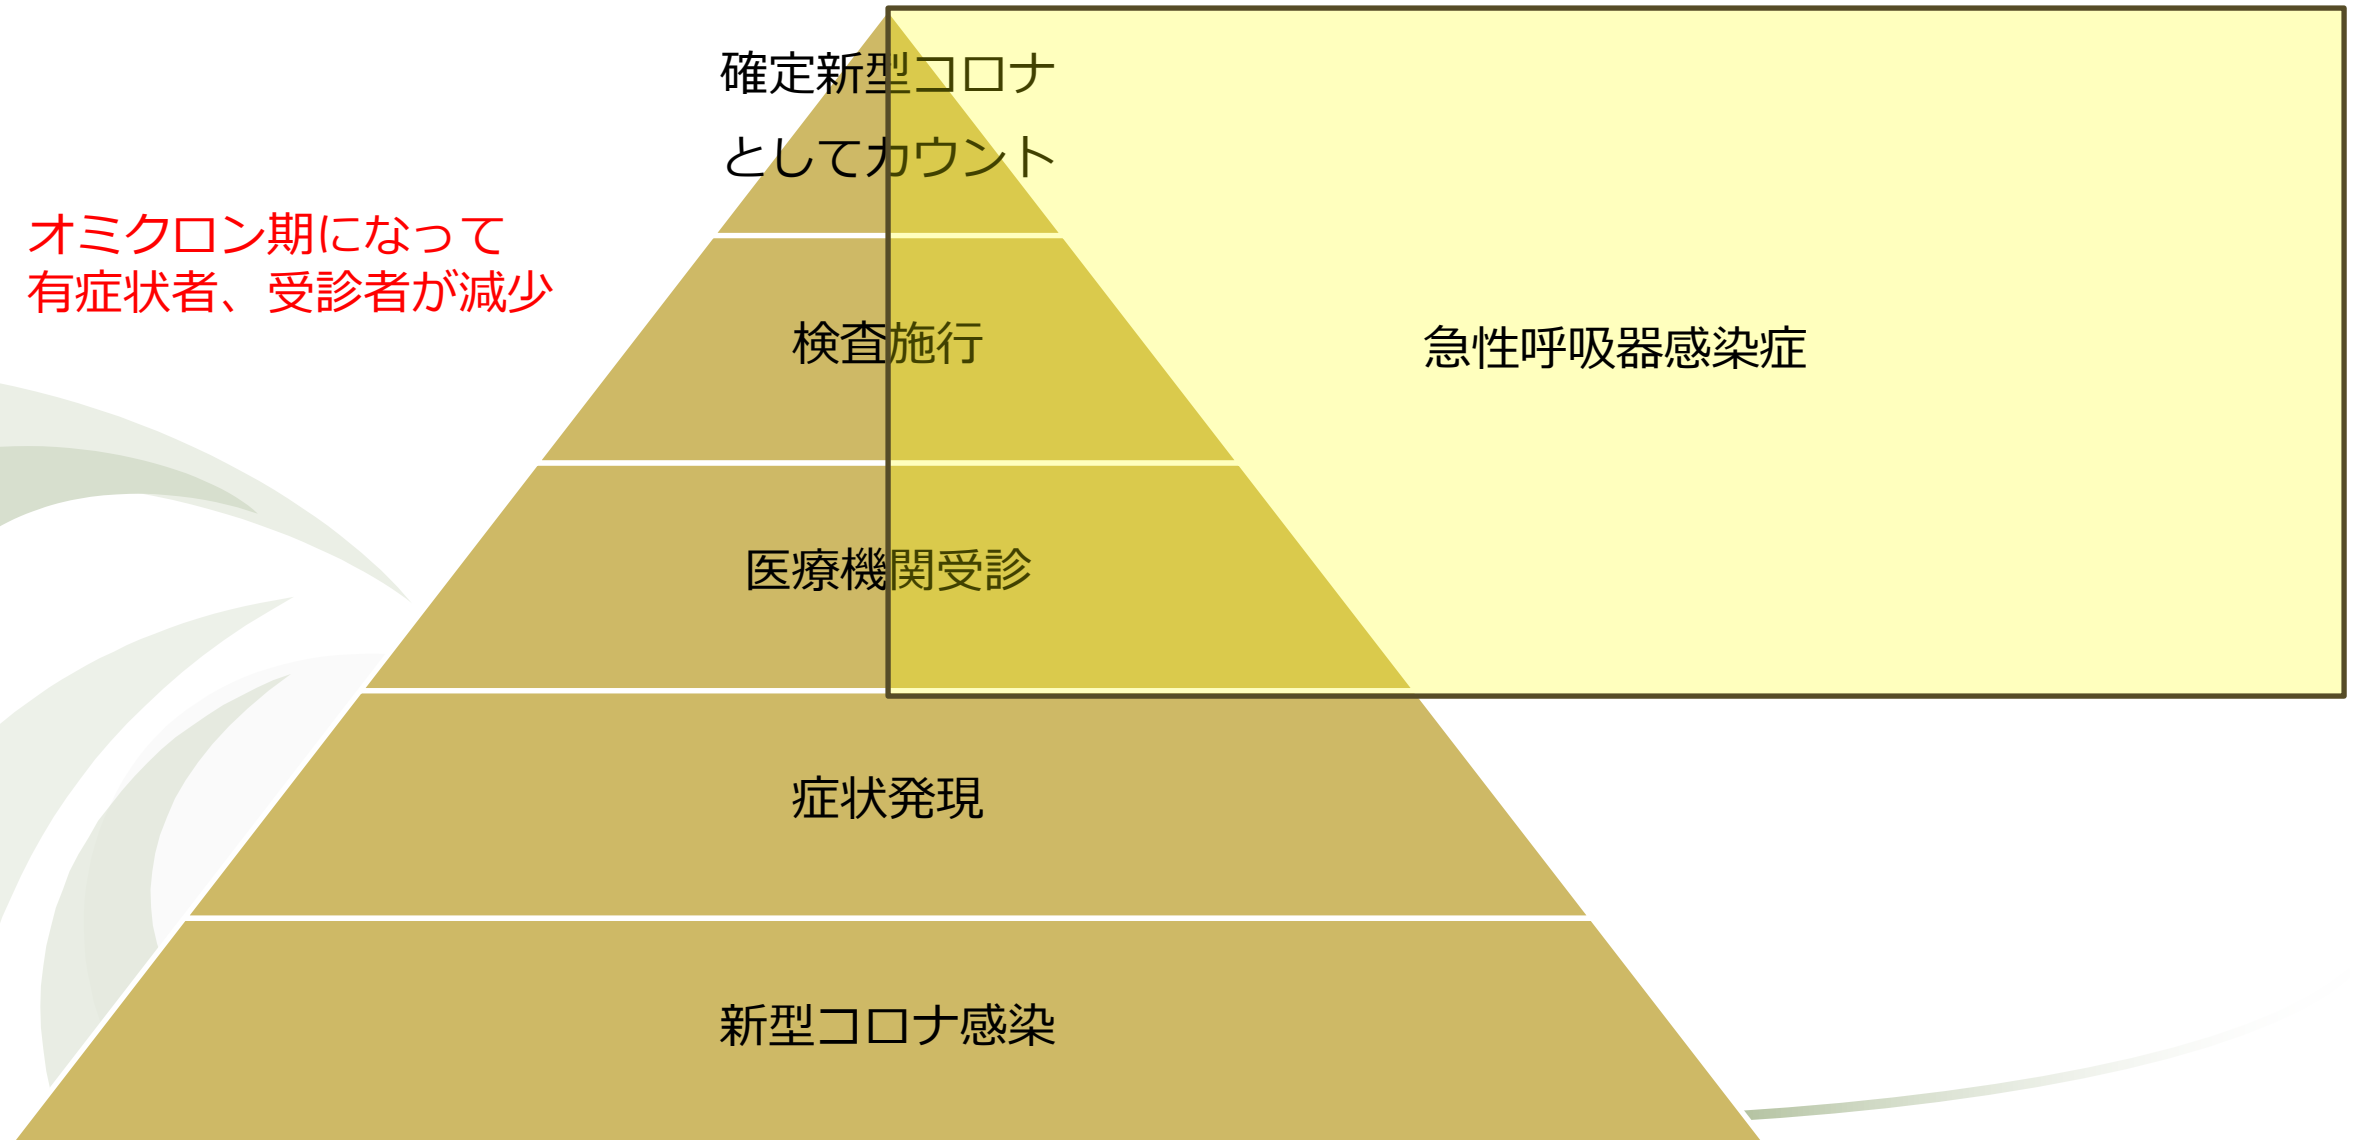 確定新型コロナ
としてカウント
オミクロン期になって
有症状者、受診者が減少
検査施行
急性呼吸器感染症
医療機関受診
症状発現
新型コロナ感染